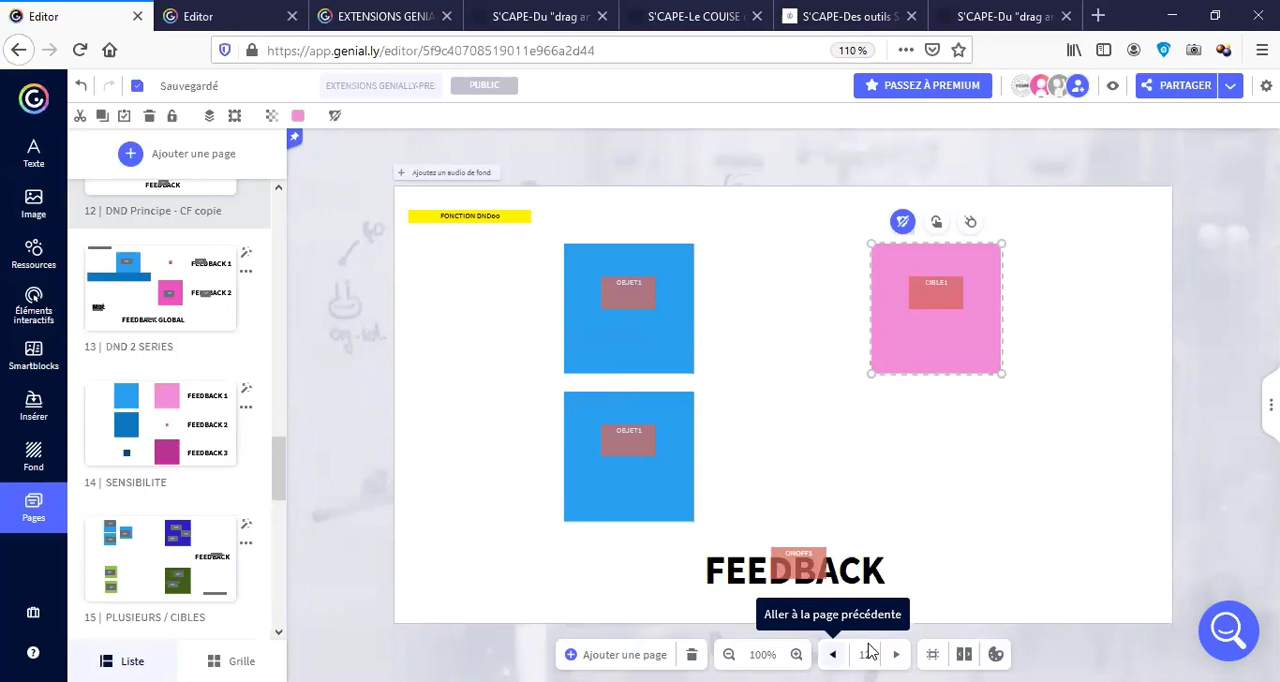 Editor
Editor
EXTENSIONS GENIA
S'CAPE-Du "drag ar
S'CAPE-Le COUISE
S'CAPE-Des outils S
S'CAPE-Du "drag ar
https://app.genial.ly/editor/5f9c40708519011e966a2d44
110 %
Sauvegardé
EXTENSIONS GENIALLY-PRE
PUBLIC
PASSEZ À PREMIUM
PARTAGER
Texte
Image
Ressources
Éléments
interactifs
Smartblocks
Insérer
Fond
Pages
Ajouter une page
FEEDBACK
12 | DND Principe - CF copie
FEEDBACK 1
FEEDBACK 2
FEEDBACK GLOBAL
13 | DND 2 SERIES
FEEDBACK 1
FEEDBACK 2
FEEDBACK 3
14 | SENSIBILITE
FEEDBACK
15 | PLUSIEURS / CIBLES
Liste
Grille
Ajoutez un audio de fond
FONCTION DND00
OBJET1
CIBLE1
OBJET1
ONOFF1
FEEDBACK
Aller à la page précédente
Ajouter une page
100%